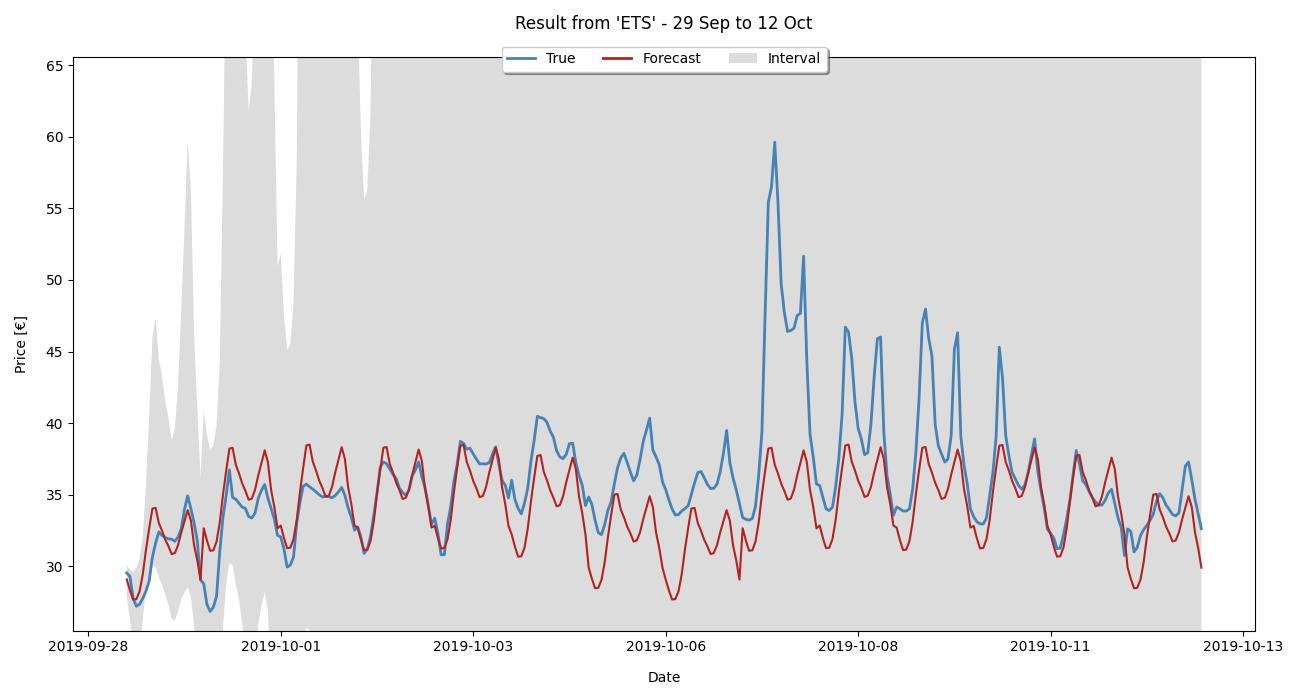 Result from 'ETS' - 29 Sep to 12 Oct
True Forecast Interval
65
60
55
50
45
40
35
30
Price [€]
2019-09-28 2019-10-01 2019-10-03 2019-10-06 2019-10-08 2019-10-11 2019-10-13
Date